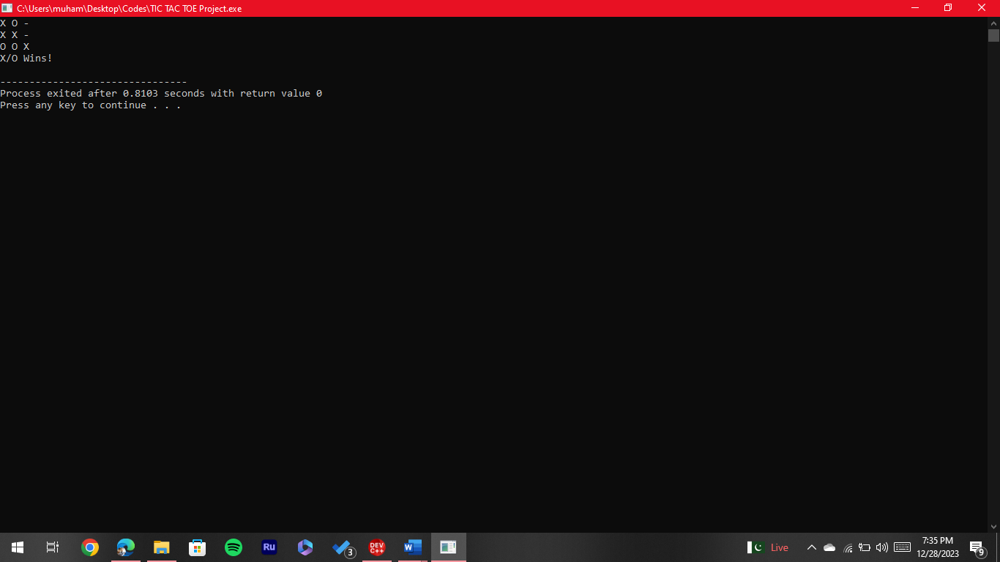 C:\Users\muham\Desktop\Codes\TIC TAC TOE Project.exe
X O -
X X -
O O X
X/O Wins!
--------------------------------
Process exited after 0.8103 seconds with return value 0
Press any key to continue . . .
Ru
3
DEV
C++
W
Live
7:35 PM
12/28/2023
9